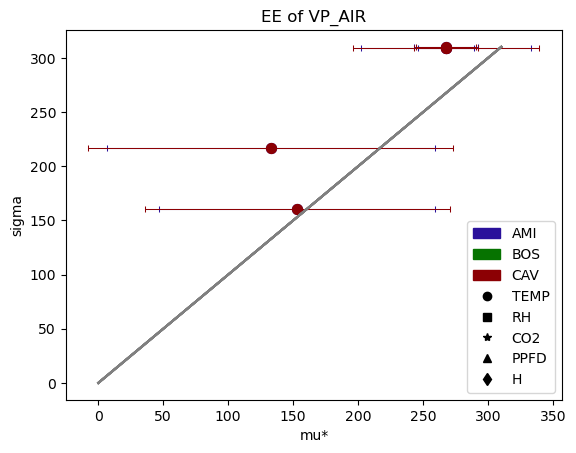 EE of VP_AIR
sigma
300
250
200
150
100
50
0
0 50 100 150 200 250 300 350
mu*
AMI
BOS
CAV
TEMP
RH
CO2
PPFD
H